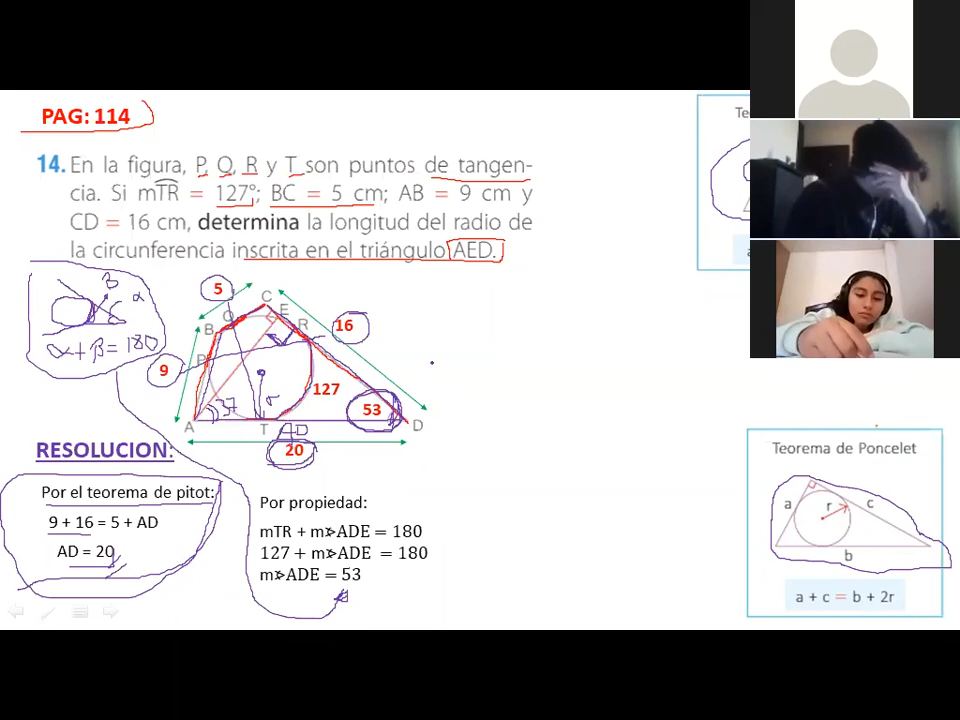 PAG: 114
14. En la figura, P, Q, R y T son puntos de tangen-
cia. Si mTR = 127°; BC = 5 cm; AB = 9 cm y
CD = 16 cm, determina la longitud del radio de
la circunferencia inscrita en el triángulo AED.
B
α
α + β = 180
5
C
E
Q
R
16
B
P
9
127
37
r
53
A
T
D
AD
20
RESOLUCION:
Por el teorema de pitot:
9 + 16 = 5 + AD
AD = 20
Por propiedad:
mTR + m∢ADE = 180
127 + m∢ADE = 180
m∢ADE = 53
Te
Teorema de Poncelet
a
r
c
b
a + c = b + 2r